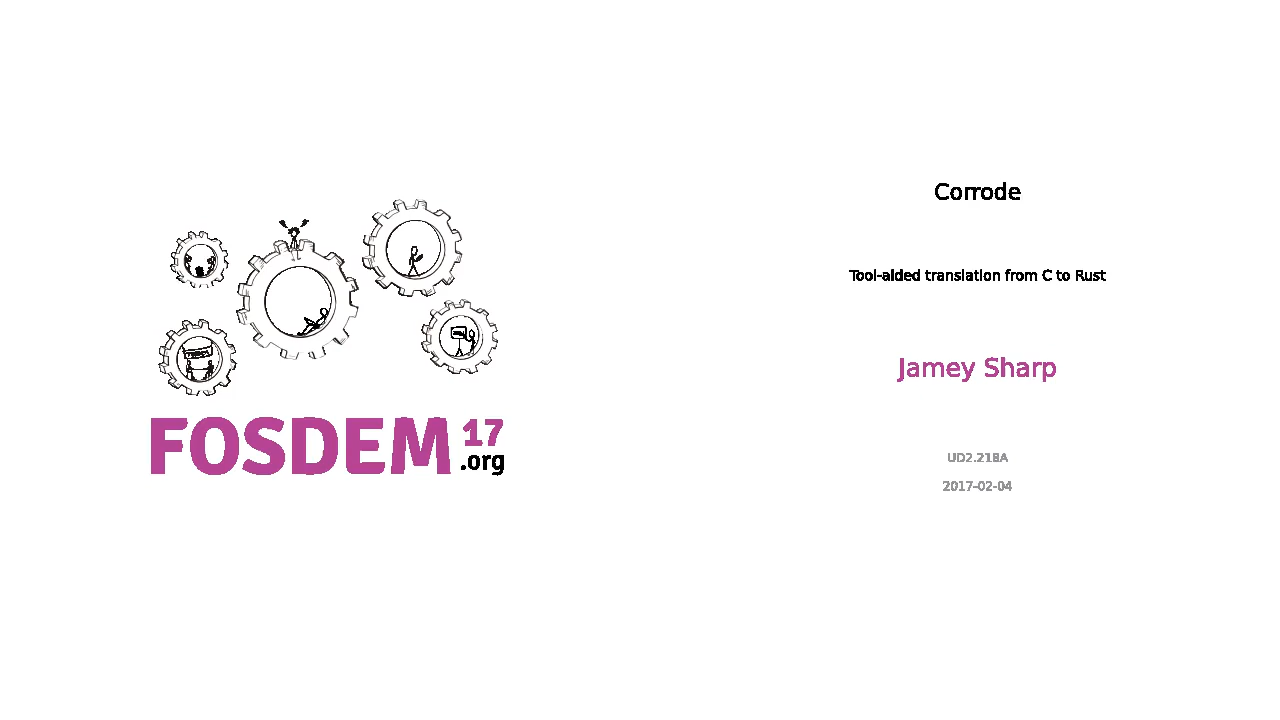 FOSDEM 17
.org
Corrode
Tool-aided translation from C to Rust
Jamey Sharp
UD2.218A
2017-02-04